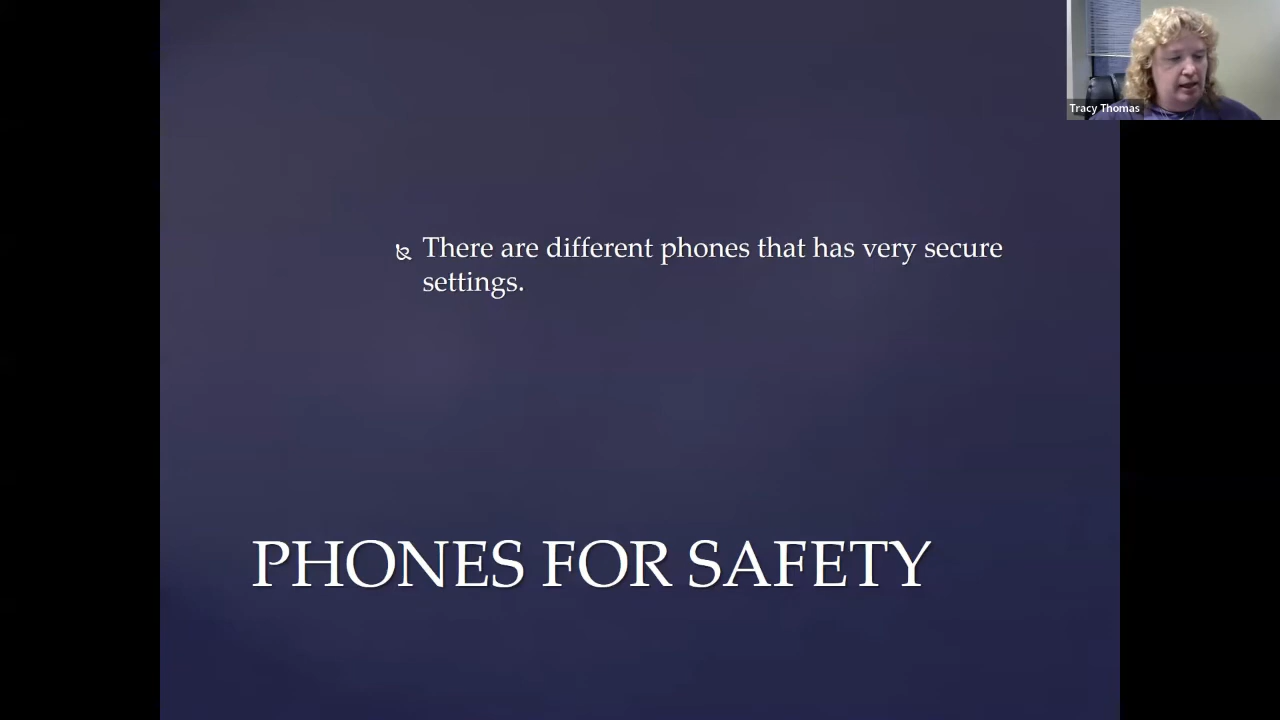 Tracy Thomas
There are different phones that has very secure
settings.
PHONES FOR SAFETY